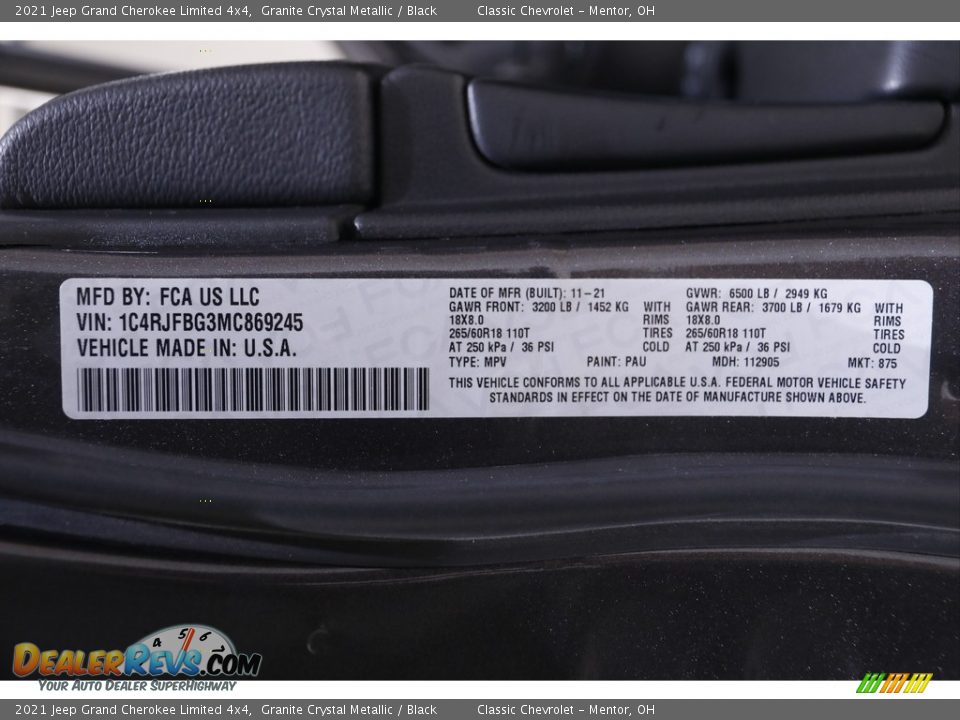 2021 Jeep Grand Cherokee Limited 4x4, Granite Crystal Metallic / Black Classic Chevrolet - Mentor, OH
MFD BY: FCA US LLC
VIN: 1C4RJFBG3MC869245
VEHICLE MADE IN: U.S.A.
DATE OF MFR (BUILT): 11-21 GVWR: 6500 LB / 2949 KG
GAWR FRONT: 3200 LB / 1452 KG WITH GAWR REAR: 3700 LB / 1679 KG WITH
18X8.0 RIMS 18X8.0 RIMS
265/60R18 110T TIRES 265/60R18 110T TIRES
AT 250 kPa / 36 PSI COLD AT 250 kPa / 36 PSI COLD
TYPE: MPV PAINT: PAU MDH: 112905 MKT: 875
THIS VEHICLE CONFORMS TO ALL APPLICABLE U.S.A. FEDERAL MOTOR VEHICLE SAFETY
STANDARDS IN EFFECT ON THE DATE OF MANUFACTURE SHOWN ABOVE.
4 5 6 7
DEALERREVS.COM
YOUR AUTO DEALER SUPERHIGHWAY
2021 Jeep Grand Cherokee Limited 4x4, Granite Crystal Metallic / Black Classic Chevrolet - Mentor, OH